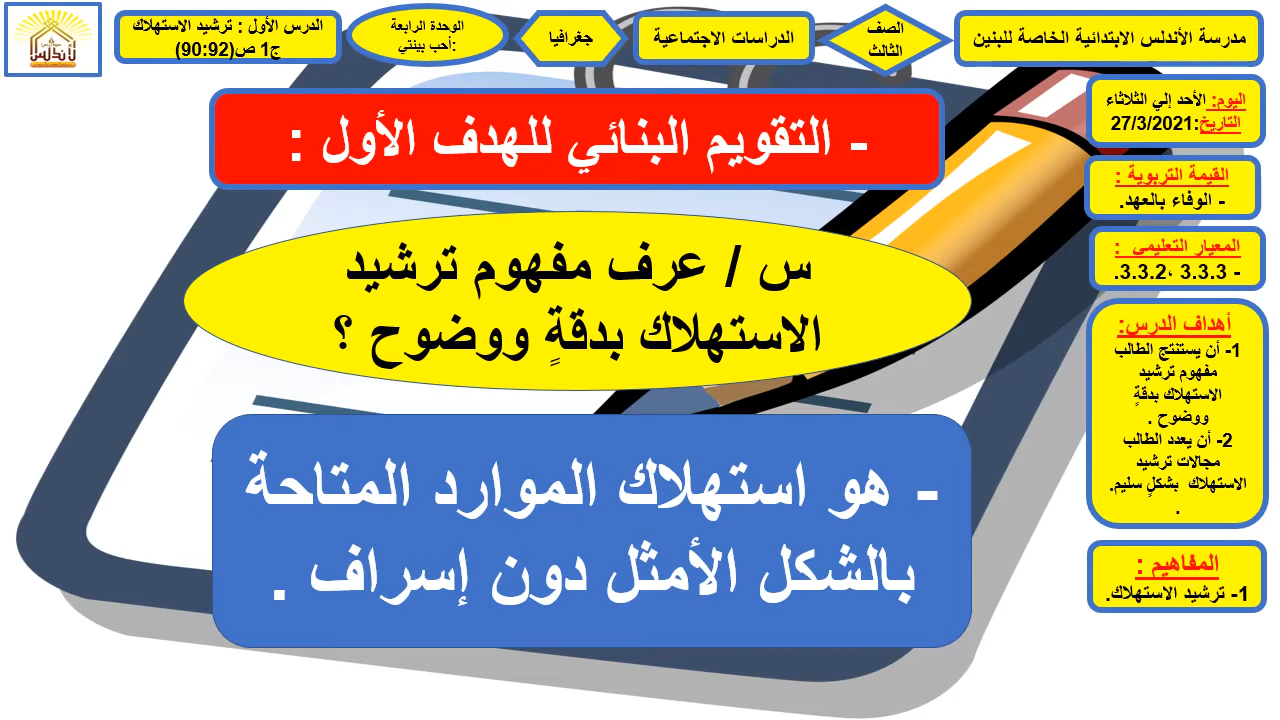 مدرسة الأندلس الابتدائية الخاصة للبنين
الصف
الثالث
الدراسات الاجتماعية
جغرافيا
الوحدة الرابعة
:أحب بيئتي
الدرس الأول : ترشيد الاستهلاك
ج1 ص(90:92)
الأندلس
اليوم: الأحد إلي الثلاثاء
التاريخ:27/3/2021
القيمة التربوية :
- الوفاء بالعهد.
المعيار التعليمي :
- 3.3.3 ،3.3.2.
أهداف الدرس:
1- أن يستنتج الطالب
مفهوم ترشيد
الاستهلاك بدقةٍ
ووضوح .
2- أن يعدد الطالب
مجالات ترشيد
الاستهلاك بشكلٍ سليم.
.
المفاهيم :
1- ترشيد الاستهلاك.
- التقويم البنائي للهدف الأول :
س / عرف مفهوم ترشيد
الاستهلاك بدقةٍ ووضوح ؟
- هو استهلاك الموارد المتاحة
بالشكل الأمثل دون إسراف .